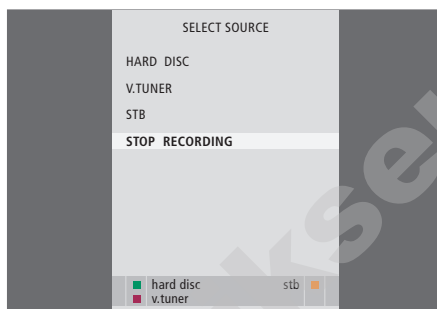 SELECT SOURCE
HARD DISC
V.TUNER
STB
STOP RECORDING
hard disc stb
v.tuner